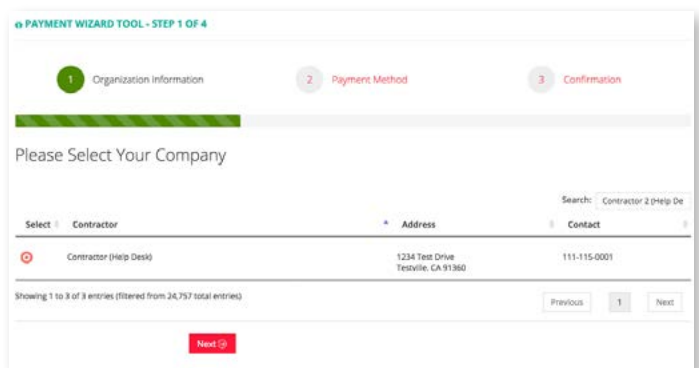 PAYMENT WIZARD TOOL - STEP 1 OF 4
1 Organization Information 2 Payment Method 3 Confirmation
Please Select Your Company
Search: Contractor 2 (Help De
Select Contractor Address Contact
Contractor (Help Desk) 1234 Test Drive 111-115-0001
Testville, CA 91360
Showing 1 to 3 of 3 entries (filtered from 24,757 total entries)
Previous 1 Next
Next